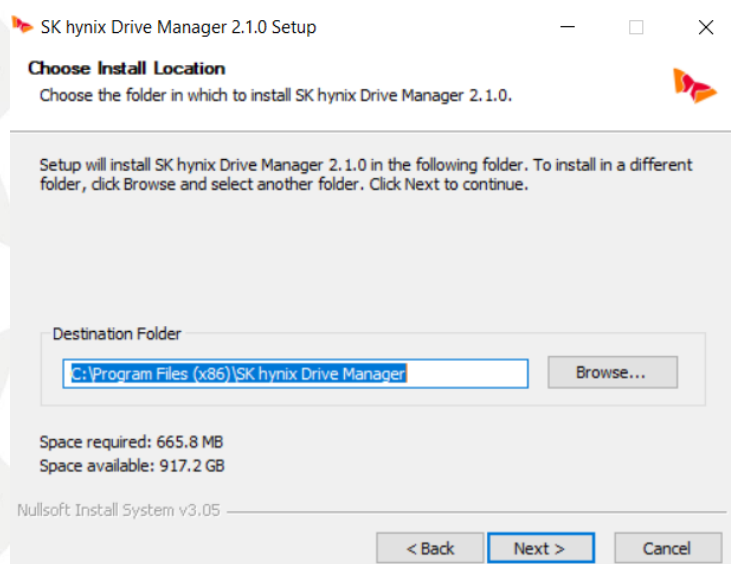 SK hynix Drive Manager 2.1.0 Setup
Choose Install Location
Choose the folder in which to install SK hynix Drive Manager 2.1.0.
Setup will install SK hynix Drive Manager 2.1.0 in the following folder. To install in a different
folder, click Browse and select another folder. Click Next to continue.
Destination Folder
C:\Program Files (x86)\SK hynix Drive Manager
Browse...
Space required: 665.8 MB
Space available: 917.2 GB
Nullsoft Install System v3.05
< Back
Next >
Cancel